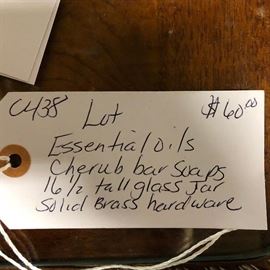 C438 Lot $60.00
Essential oils
Cherub bar soaps
16 1/2 tall glass jar
Solid Brass hardware